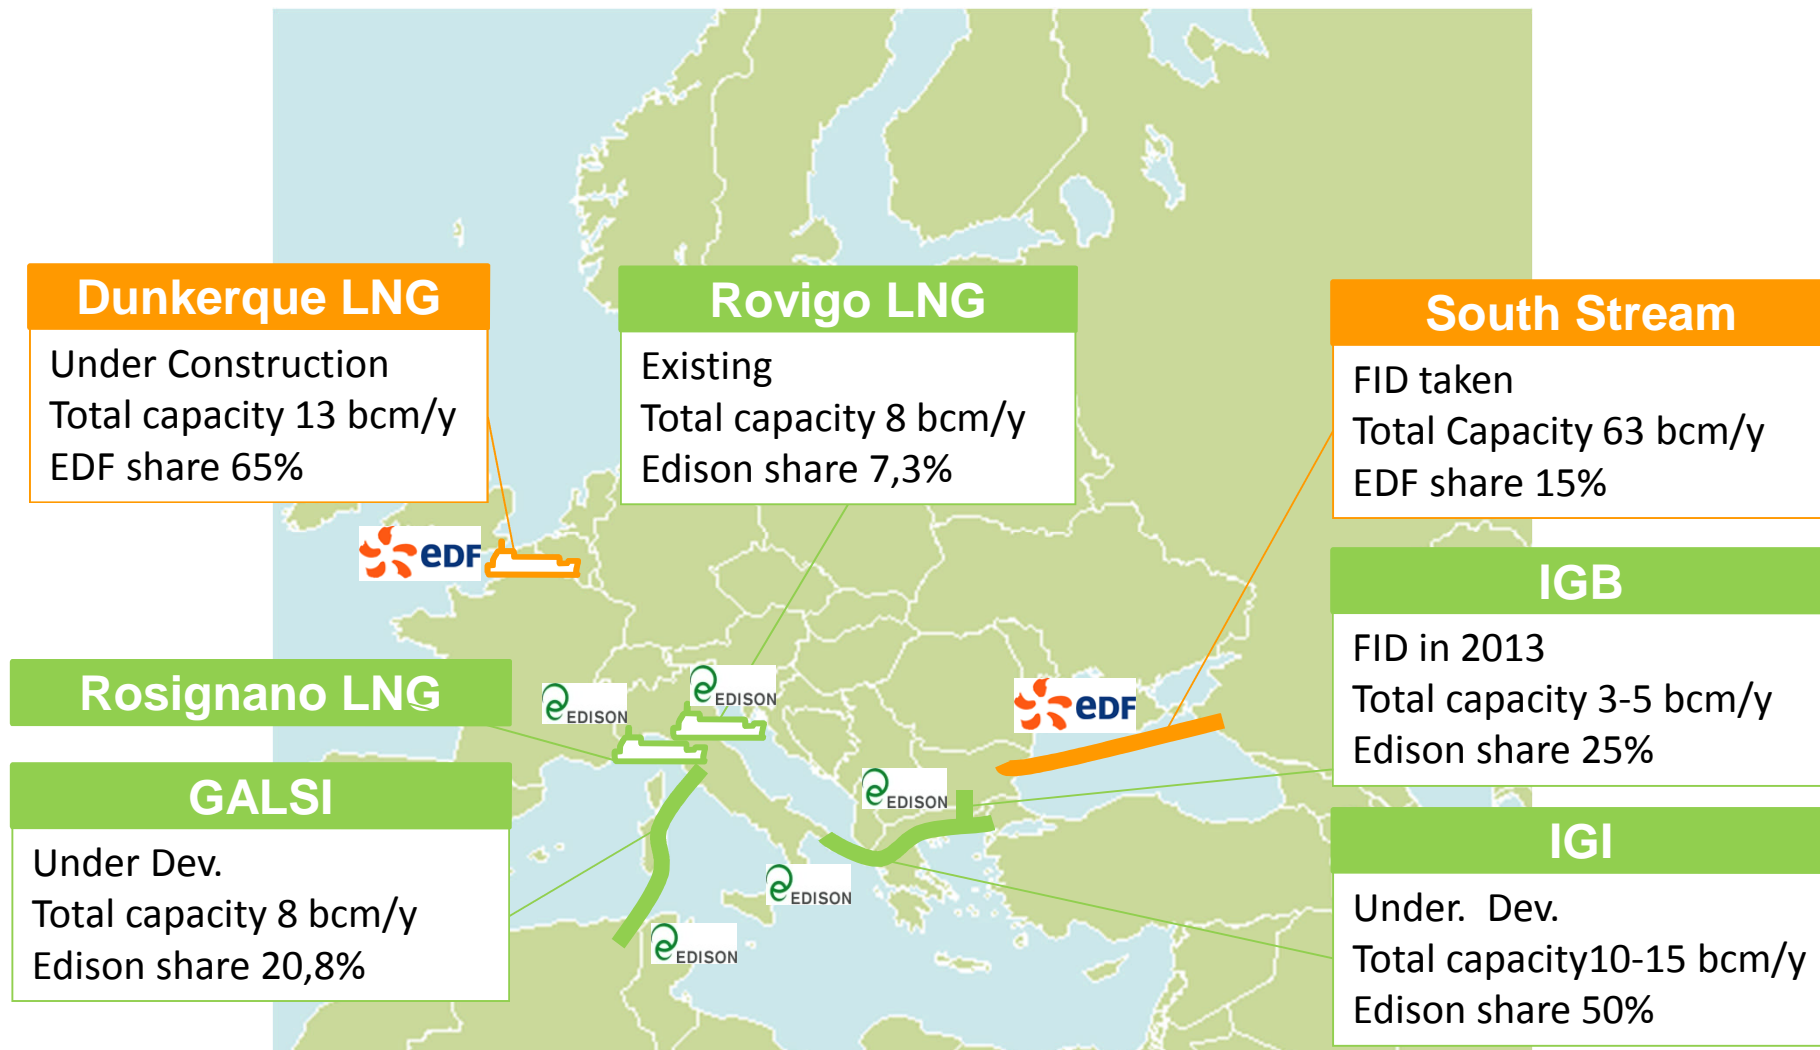 Dunkerque LNG
Under Construction
Total capacity 13 bcm/y
EDF share 65%
Rovigo LNG
Existing
Total capacity 8 bcm/y
Edison share 7,3%
South Stream
FID taken
Total Capacity 63 bcm/y
EDF share 15%
eDF
IGB
FID in 2013
Total capacity 3-5 bcm/y
Edison share 25%
Rosignano LNG
EDISON
EDISON
eDF
GALSI
Under Dev.
Total capacity 8 bcm/y
Edison share 20,8%
EDISON
EDISON
EDISON
IGI
Under. Dev.
Total capacity10-15 bcm/y
Edison share 50%